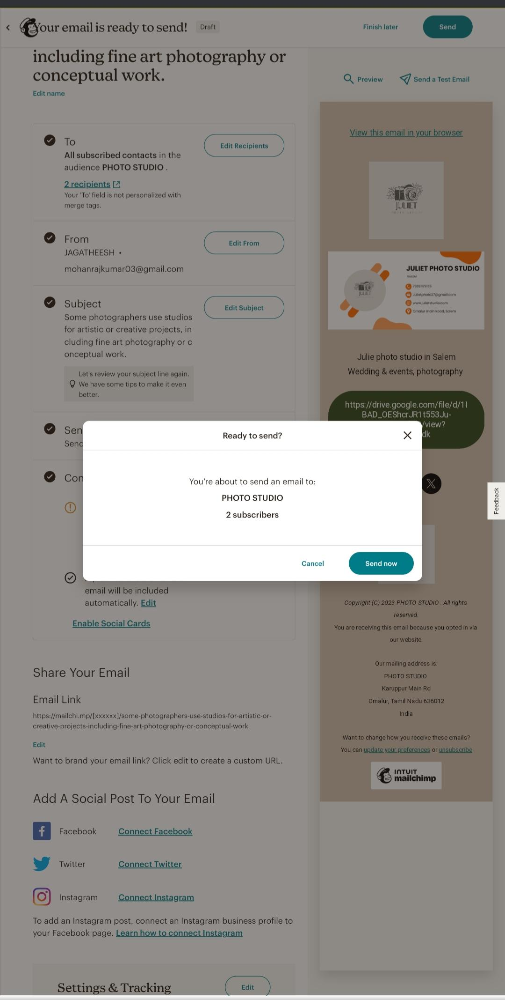 Your email is ready to send!
Draft
Finish later
Send
including fine art photography or
conceptual work.
Edit name
To
All subscribed contacts in the
audience PHOTO STUDIO .
2 recipients
Your 'To' field is not personalized with
merge tags.
Edit Recipients
From
JAGATHEESH •
mohanrajkumar03@gmail.com
Edit From
Subject
Some photographers use studios
for artistic or creative projects, in
cluding fine art photography or c
onceptual work.
Edit Subject
Let's review your subject line again.
We have some tips to make it even
better.
Sen
Send
Con
Ready to send?
You're about to send an email to:
PHOTO STUDIO
2 subscribers
Cancel
Send now
email will be included
automatically. Edit
Enable Social Cards
Share Your Email
Email Link
https://mailchi.mp/[xxxxxx]/some-photographers-use-studios-for-artistic-or-
creative-projects-including-fine-art-photography-or-conceptual-work
Edit
Want to brand your email link? Click edit to create a custom URL.
Add A Social Post To Your Email
Facebook
Connect Facebook
Twitter
Connect Twitter
Instagram
Connect Instagram
To add an Instagram post, connect an Instagram business profile to
your Facebook page. Learn how to connect Instagram
Settings & Tracking
Edit
Preview
Send a Test Email
View this email in your browser
JULIET
PHOTO STUDIO
JULIET PHOTO STUDIO
SALEM
Julietphoto27@gmail.com
www.julietstudio.com
Omalur main Road, Salem
Julie photo studio in Salem
Wedding & events, photography
https://drive.google.com/file/d/1I
BAD_OEShcrJR1t553Ju-
/view?
dk
Feedback
Copyright (C) 2023 PHOTO STUDIO . All rights
reserved.
You are receiving this email because you opted in via
our website.
Our mailing address is:
PHOTO STUDIO
Karuppur Main Rd
Omalur, Tamil Nadu 636012
India
Want to change how you receive these emails?
You can update your preferences or unsubscribe
INTUIT
mailchimp